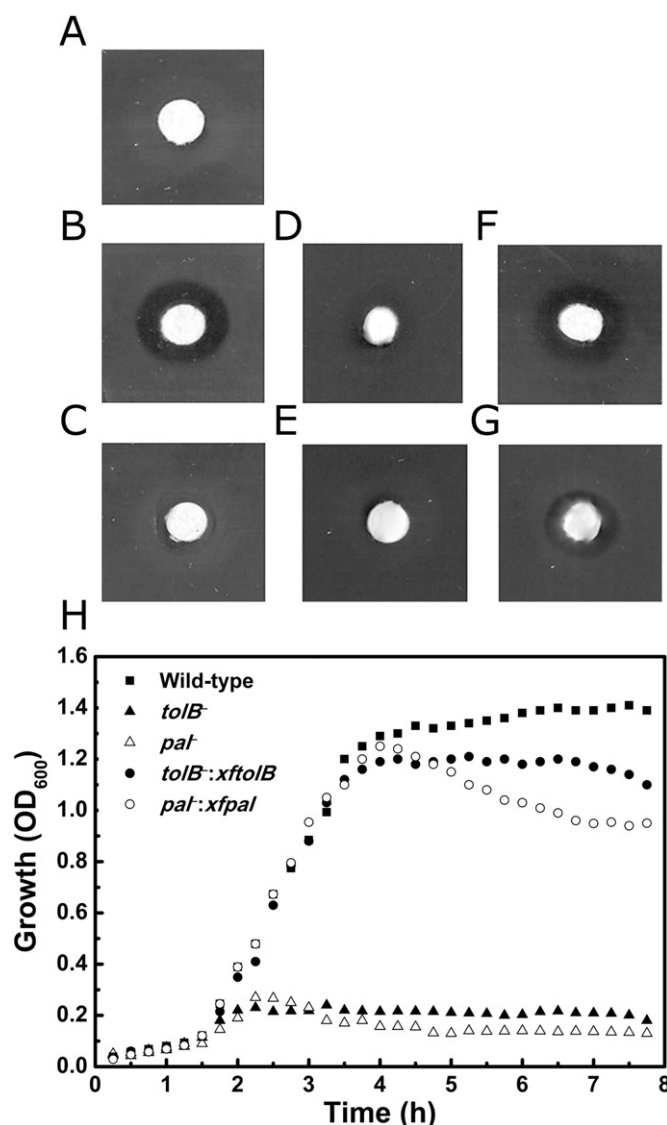 A
B D F
C E G
H
1.6
1.4
1.2
1.0
0.8
0.6
0.4
0.2
0.0
Growth (OD600)
Wild-type
tolB-
pal-
tolB-:xftolB
pal-:xfpal
0 1 2 3 4 5 6 7 8
Time (h)